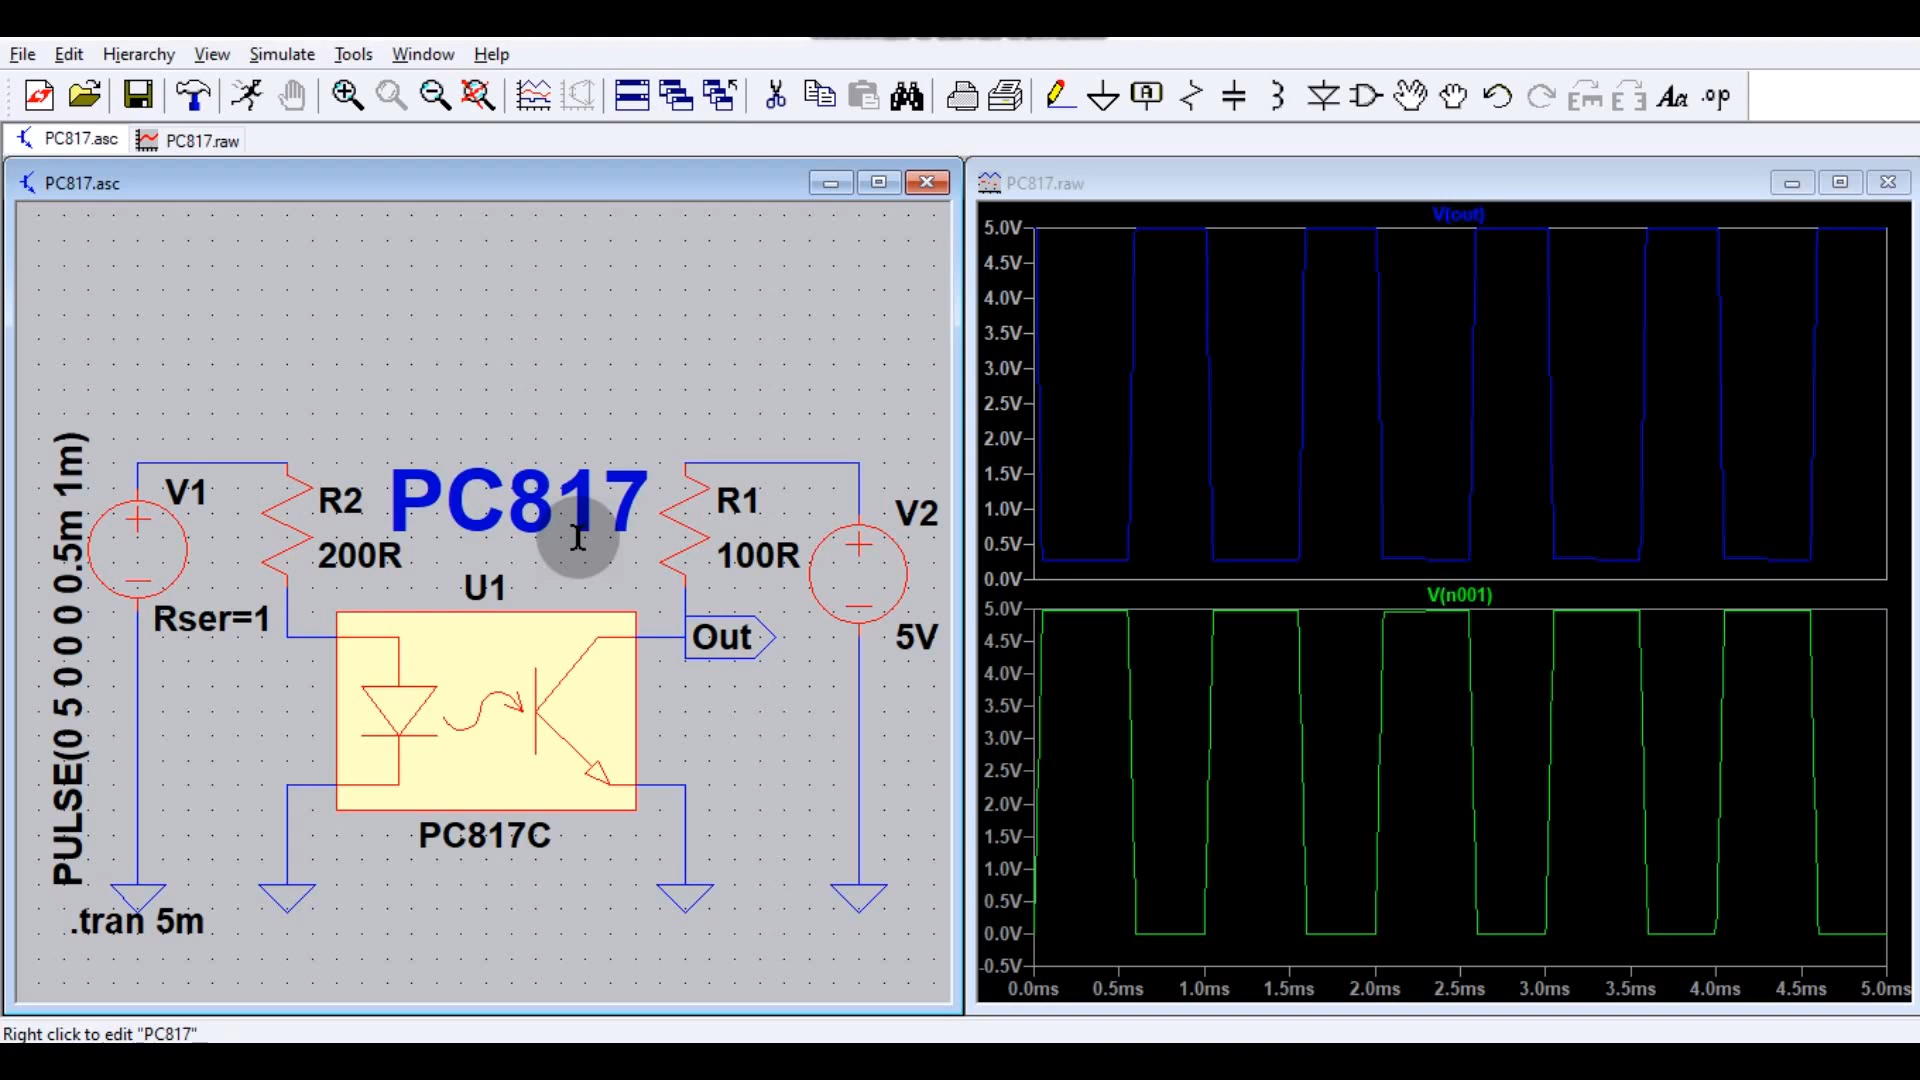 File Edit Hierarchy View Simulate Tools Window Help
A Aa .op
PC817.asc PC817.raw
PC817.asc
PC817.raw
PULSE(0 5 0 0 0 0.5m 1m)
V1
Rser=1
R2
200R
PC817
U1
R1
100R
V2
5V
Out
PC817C
.tran 5m
V(out)
5.0V
4.5V
4.0V
3.5V
3.0V
2.5V
2.0V
1.5V
1.0V
0.5V
0.0V
V(n001)
5.0V
4.5V
4.0V
3.5V
3.0V
2.5V
2.0V
1.5V
1.0V
0.5V
0.0V
-0.5V
0.0ms 0.5ms 1.0ms 1.5ms 2.0ms 2.5ms 3.0ms 3.5ms 4.0ms 4.5ms 5.0ms
Right click to edit "PC817"